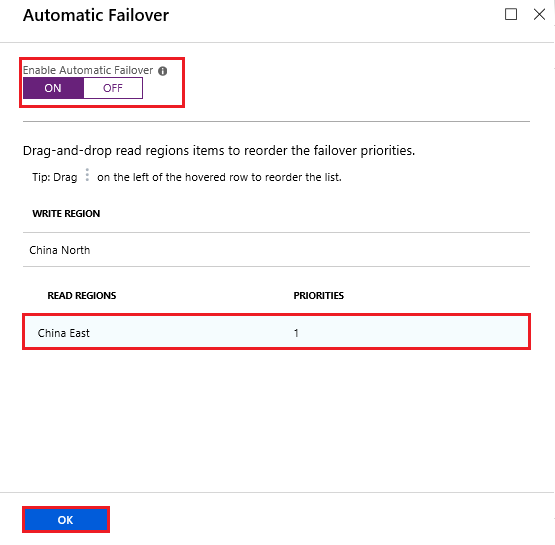 Automatic Failover
Enable Automatic Failover
ON OFF
Drag-and-drop read regions items to reorder the failover priorities.
Tip: Drag ⋮ on the left of the hovered row to reorder the list.
WRITE REGION
China North
READ REGIONS PRIORITIES
China East 1
OK